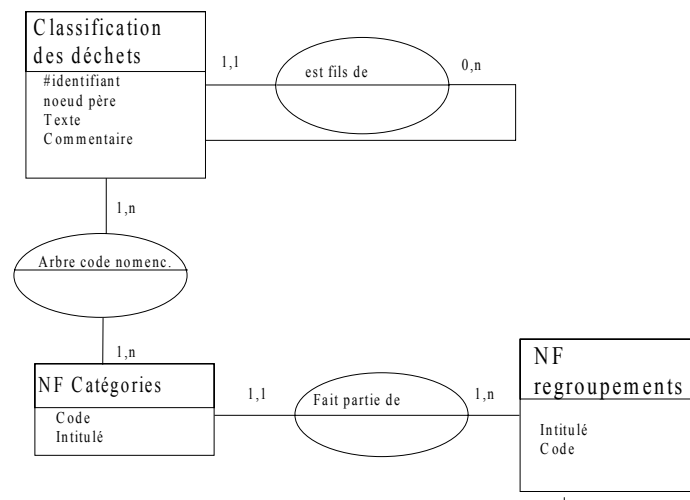 Classification
des déchets
#identifiant
noeud père
Texte
Commentaire
1,1
est fils de
0,n
1,n
Arbre code nomenc.
1,n
NF Catégories
Code
Intitulé
1,1
Fait partie de
1,n
NF
regroupements
Intitulé
Code